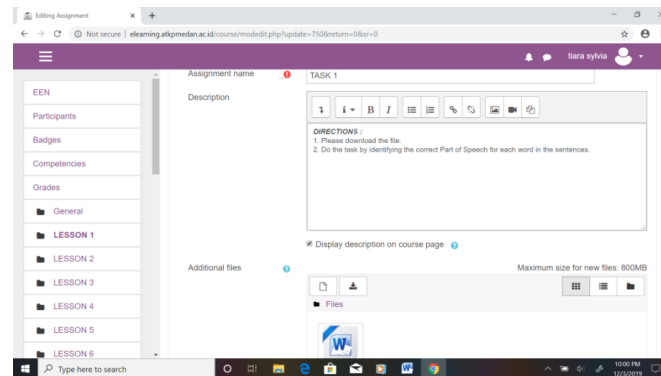 Editing Assignment
Not secure | elearning.atkpmedan.ac.id/course/modedit.php?update=750&return=0&sr=0
tiara sylvia
EEN
Participants
Badges
Competencies
Grades
General
LESSON 1
LESSON 2
LESSON 3
LESSON 4
LESSON 5
LESSON 6
Assignment name
TASK 1
Description
DIRECTIONS :
1. Please download the file.
2. Do the task by identifying the correct Part of Speech for each word in the sentences.
Display description on course page
Additional files
Maximum size for new files: 800MB
Files
Type here to search
10:00 PM
12/3/2019